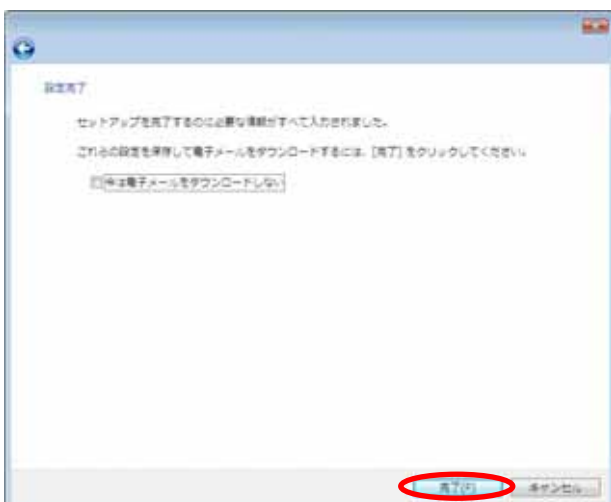 設定完了
セットアップを完了するのに必要な情報がすべて入力されました。
これらの設定を保存して電子メールをダウンロードするには、[完了] をクリックしてください。
今は電子メールをダウンロードしない
完了(F)
キャンセル